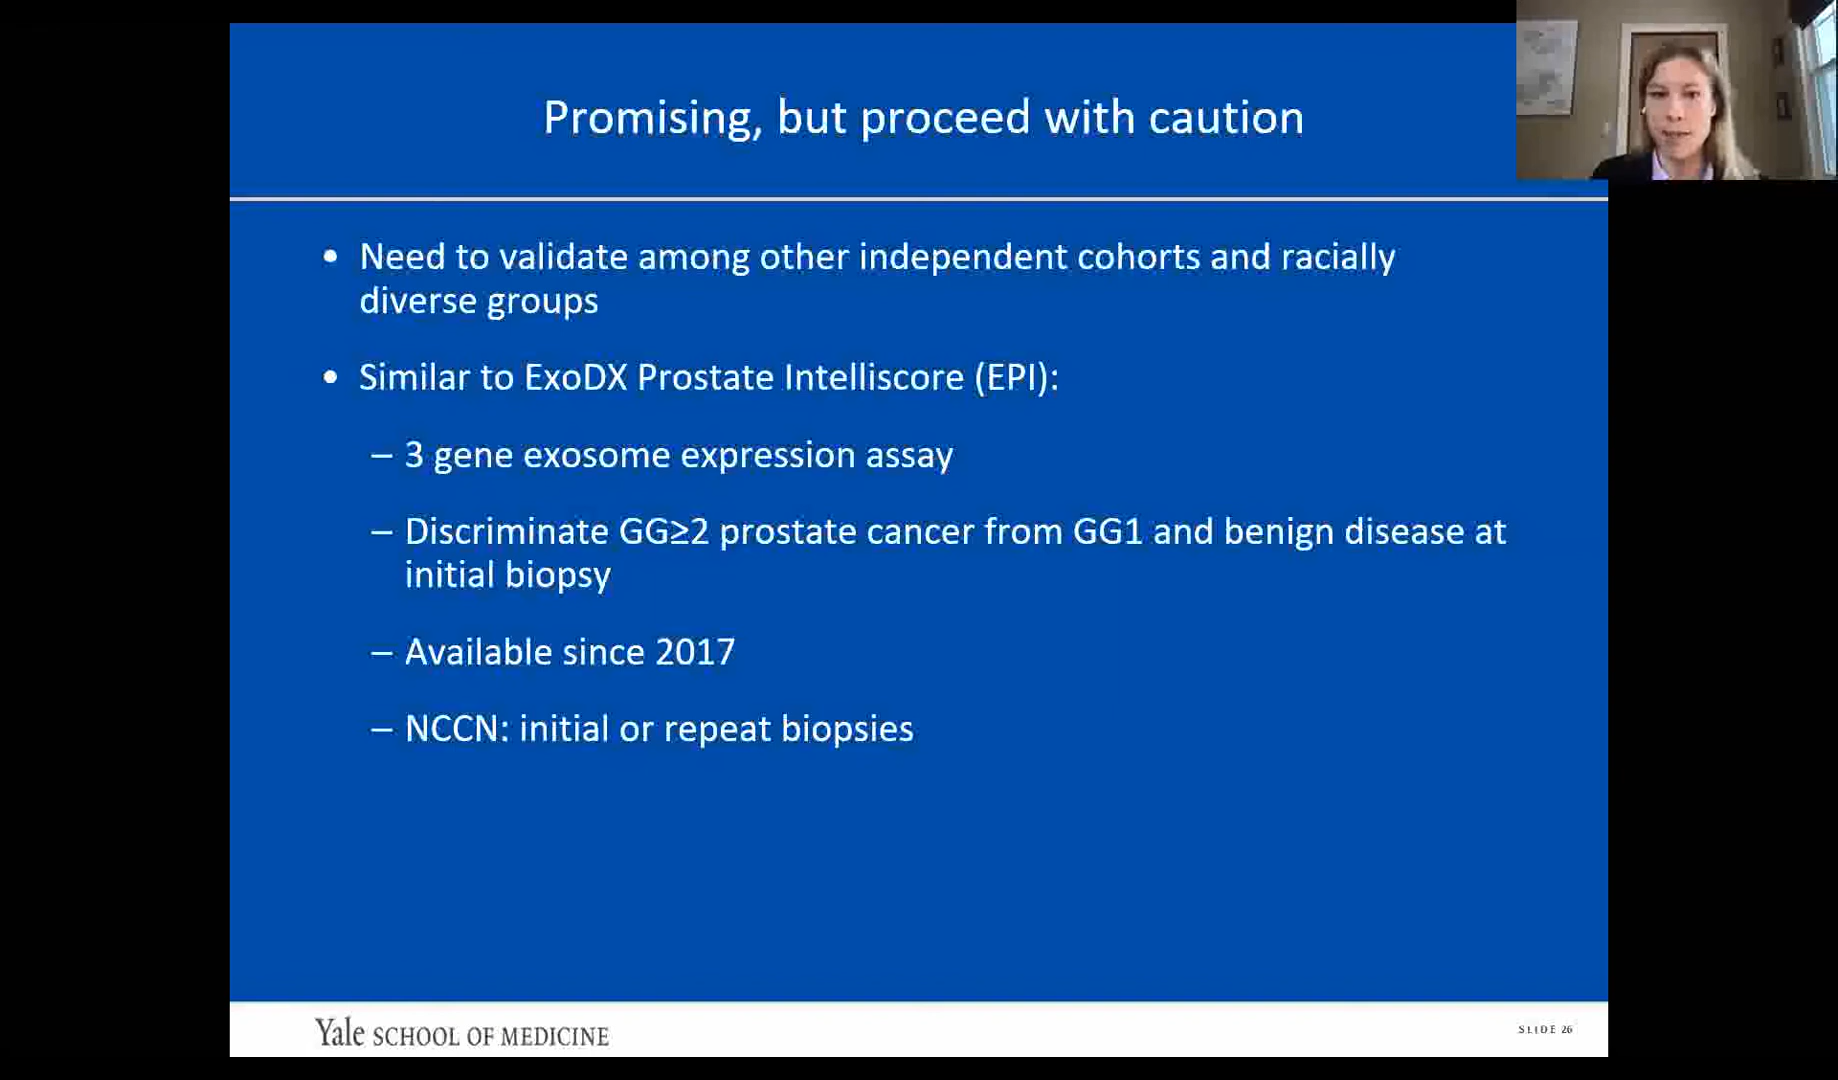 Promising, but proceed with caution
• Need to validate among other independent cohorts and racially
diverse groups
• Similar to ExoDX Prostate Intelliscore (EPI):
– 3 gene exosome expression assay
– Discriminate GG≥2 prostate cancer from GG1 and benign disease at
initial biopsy
– Available since 2017
– NCCN: initial or repeat biopsies
Yale SCHOOL OF MEDICINE
SLIDE 26